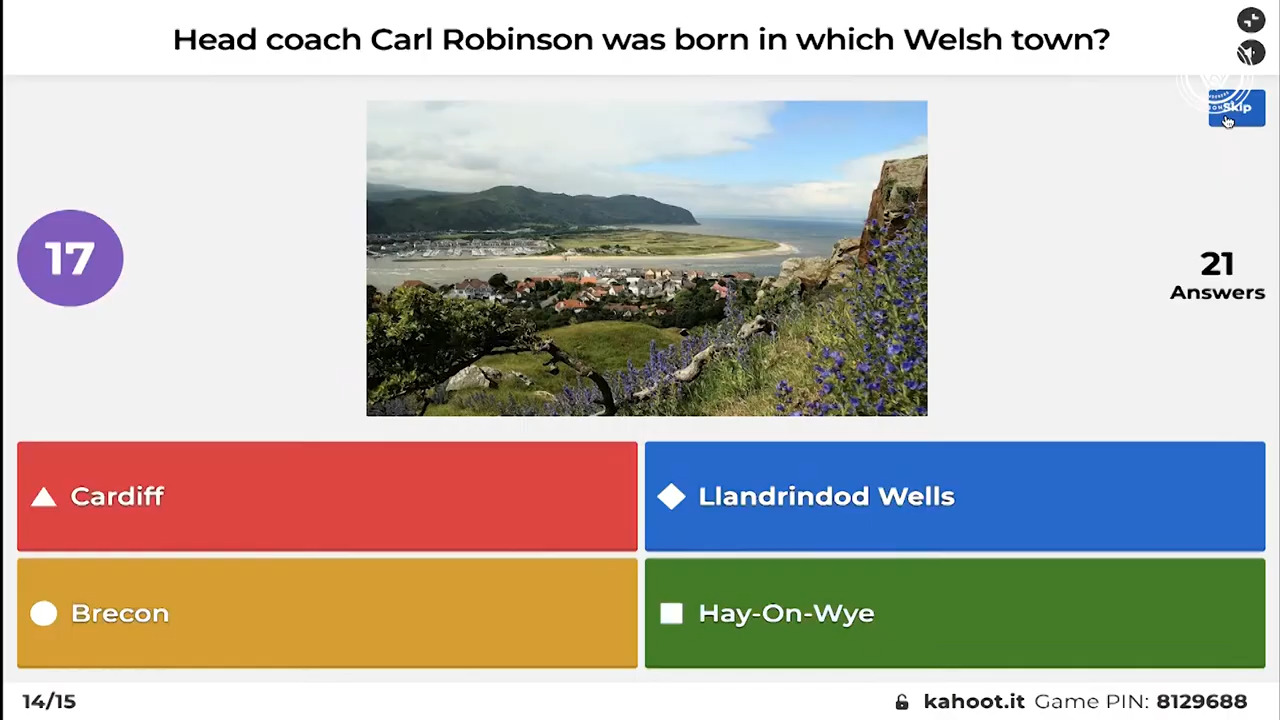 Head coach Carl Robinson was born in which Welsh town?
Skip
17
21
Answers
Cardiff
Llandrindod Wells
Brecon
Hay-On-Wye
14/15
kahoot.it Game PIN: 8129688